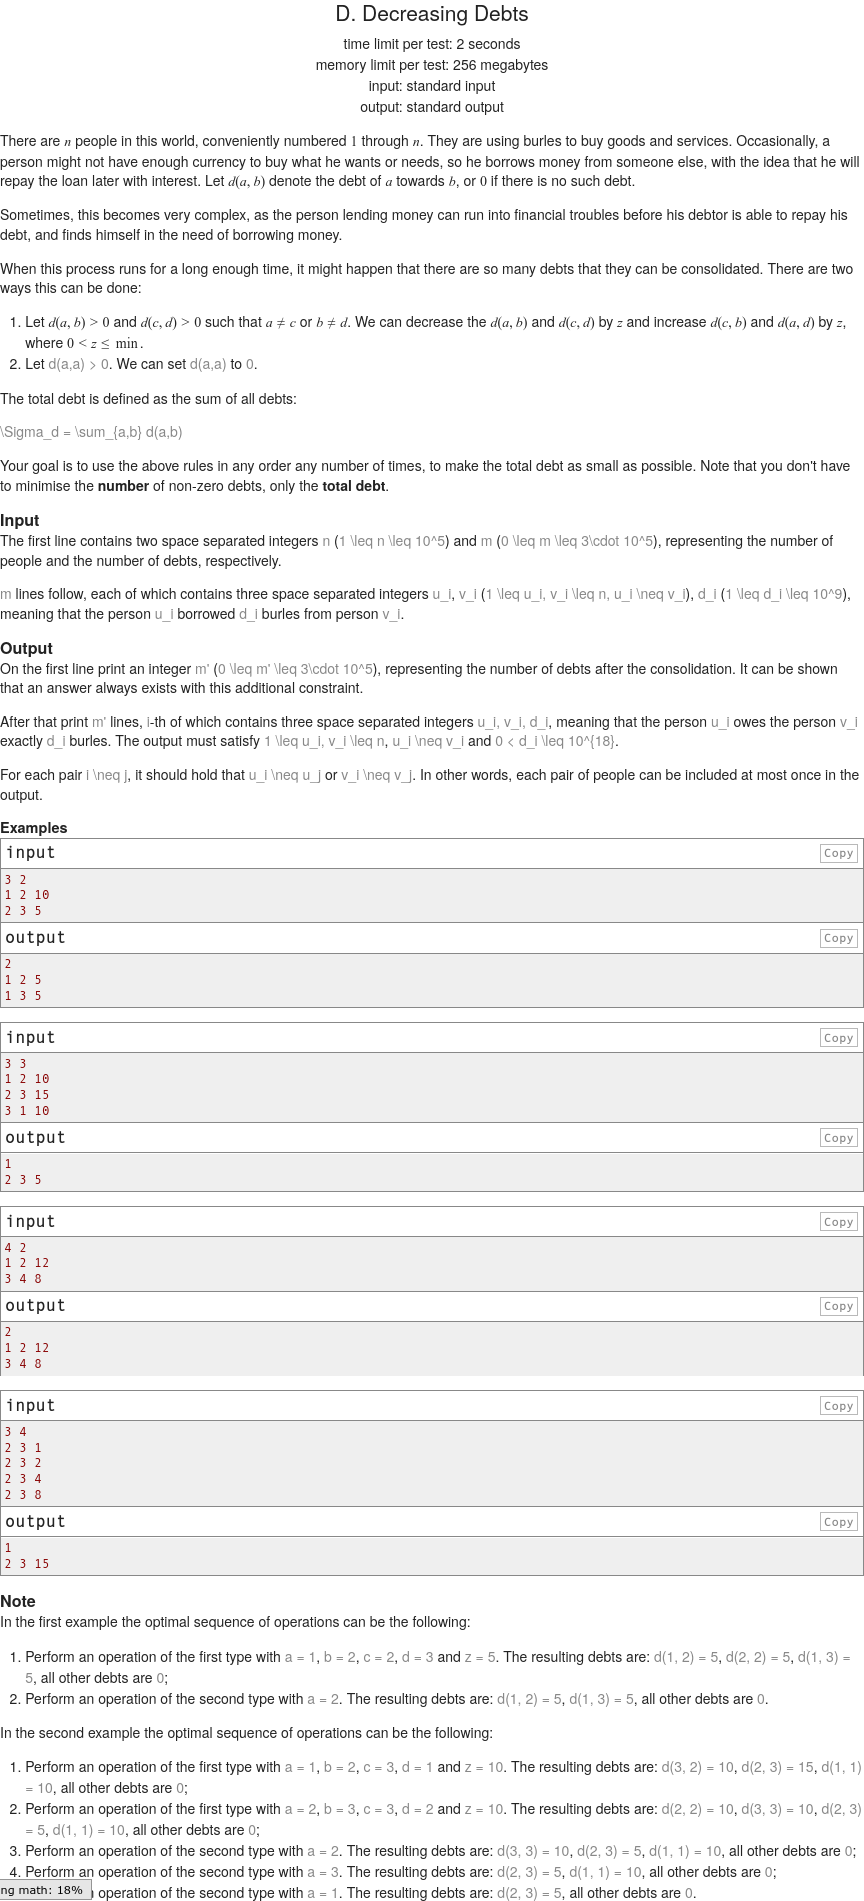 D. Decreasing Debts
time limit per test: 2 seconds
memory limit per test: 256 megabytes
input: standard input
output: standard output
There are n people in this world, conveniently numbered 1 through n. They are using burles to buy goods and services. Occasionally, a
person might not have enough currency to buy what he wants or needs, so he borrows money from someone else, with the idea that he will
repay the loan later with interest. Let d(a, b) denote the debt of a towards b, or 0 if there is no such debt.
Sometimes, this becomes very complex, as the person lending money can run into financial troubles before his debtor is able to repay his
debt, and finds himself in the need of borrowing money.
When this process runs for a long enough time, it might happen that there are so many debts that they can be consolidated. There are two
ways this can be done:
1. Let d(a, b) > 0 and d(c, d) > 0 such that a ≠ c or b ≠ d. We can decrease the d(a, b) and d(c, d) by z and increase d(c, b) and d(a, d) by z,
where 0 < z ≤ min .
2. Let d(a,a) > 0. We can set d(a,a) to 0.
The total debt is defined as the sum of all debts:
\Sigma_d = \sum_{a,b} d(a,b)
Your goal is to use the above rules in any order any number of times, to make the total debt as small as possible. Note that you don't have
to minimise the number of non-zero debts, only the total debt.
Input
The first line contains two space separated integers n (1 \leq n \leq 10^5) and m (0 \leq m \leq 3\cdot 10^5), representing the number of
people and the number of debts, respectively.
m lines follow, each of which contains three space separated integers u_i, v_i (1 \leq u_i, v_i \leq n, u_i \neq v_i), d_i (1 \leq d_i \leq 10^9),
meaning that the person u_i borrowed d_i burles from person v_i.
Output
On the first line print an integer m' (0 \leq m' \leq 3\cdot 10^5), representing the number of debts after the consolidation. It can be shown
that an answer always exists with this additional constraint.
After that print m' lines, i-th of which contains three space separated integers u_i, v_i, d_i, meaning that the person u_i owes the person v_i
exactly d_i burles. The output must satisfy 1 \leq u_i, v_i \leq n, u_i \neq v_i and 0 < d_i \leq 10^{18}.
For each pair i \neq j, it should hold that u_i \neq u_j or v_i \neq v_j. In other words, each pair of people can be included at most once in the
output.
Examples
input Copy
3 2
1 2 10
2 3 5
output Copy
2
1 2 5
1 3 5
input Copy
3 3
1 2 10
2 3 15
3 1 10
output Copy
1
2 3 5
input Copy
4 2
1 2 12
3 4 8
output Copy
2
1 2 12
3 4 8
input Copy
3 4
2 3 1
2 3 2
2 3 4
2 3 8
output Copy
1
2 3 15
Note
In the first example the optimal sequence of operations can be the following:
1. Perform an operation of the first type with a = 1, b = 2, c = 2, d = 3 and z = 5. The resulting debts are: d(1, 2) = 5, d(2, 2) = 5, d(1, 3) =
5, all other debts are 0;
2. Perform an operation of the second type with a = 2. The resulting debts are: d(1, 2) = 5, d(1, 3) = 5, all other debts are 0.
In the second example the optimal sequence of operations can be the following:
1. Perform an operation of the first type with a = 1, b = 2, c = 3, d = 1 and z = 10. The resulting debts are: d(3, 2) = 10, d(2, 3) = 15, d(1, 1)
= 10, all other debts are 0;
2. Perform an operation of the first type with a = 2, b = 3, c = 3, d = 2 and z = 10. The resulting debts are: d(2, 2) = 10, d(3, 3) = 10, d(2, 3)
= 5, d(1, 1) = 10, all other debts are 0;
3. Perform an operation of the second type with a = 2. The resulting debts are: d(3, 3) = 10, d(2, 3) = 5, d(1, 1) = 10, all other debts are 0;
4. Perform an operation of the second type with a = 3. The resulting debts are: d(2, 3) = 5, d(1, 1) = 10, all other debts are 0;
ng math: 18% n operation of the second type with a = 1. The resulting debts are: d(2, 3) = 5, all other debts are 0.